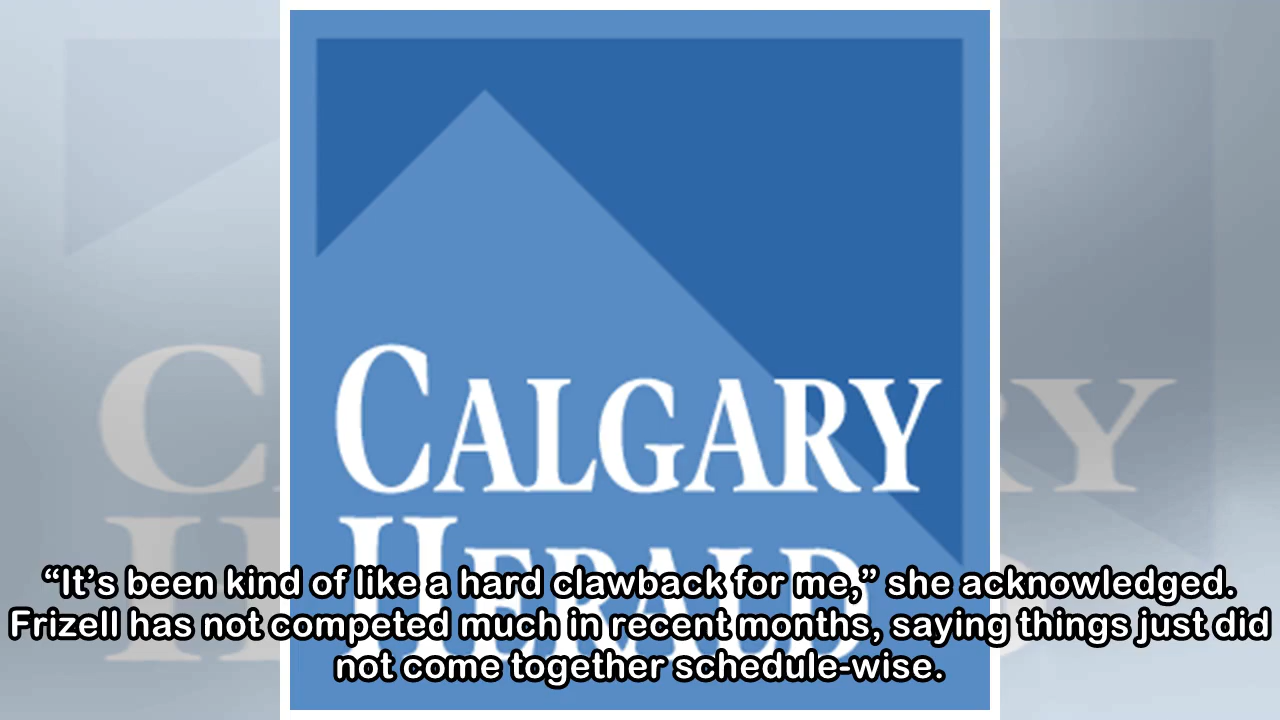 CALGARY
HERALD
“It’s been kind of like a hard clawback for me,” she acknowledged.
Frizell has not competed much in recent months, saying things just did
not come together schedule-wise.